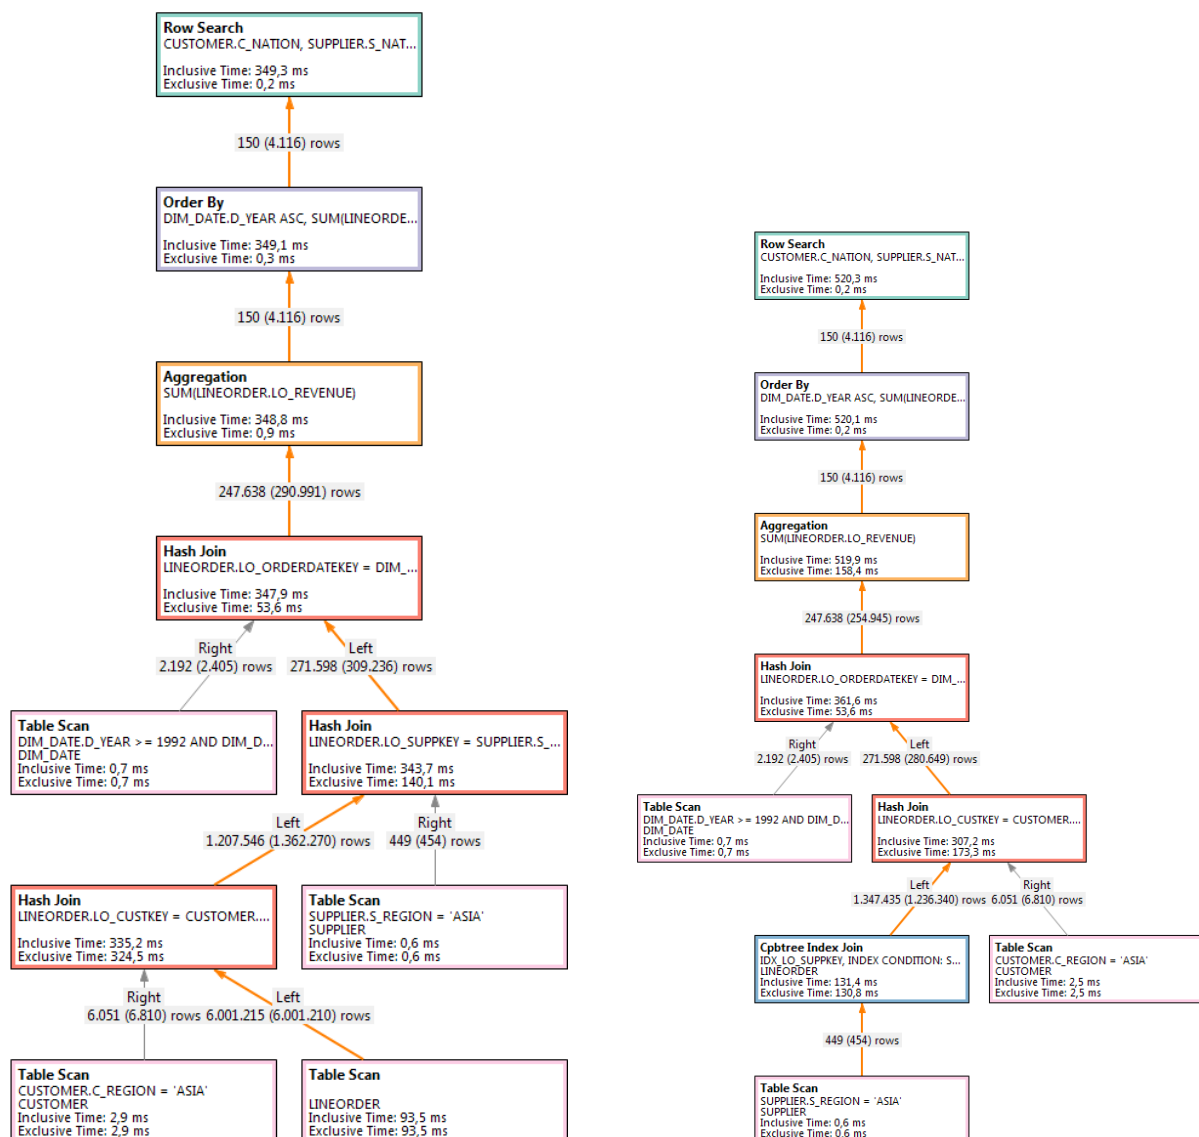 Row Search
CUSTOMER.C_NATION, SUPPLIER.S_NAT...
Inclusive Time: 349,3 ms
Exclusive Time: 0,2 ms
150 (4.116) rows
Order By
DIM_DATE.D_YEAR ASC, SUM(LINEORDE...
Inclusive Time: 349,1 ms
Exclusive Time: 0,3 ms
150 (4.116) rows
Aggregation
SUM(LINEORDER.LO_REVENUE)
Inclusive Time: 348,8 ms
Exclusive Time: 0,9 ms
247.638 (290.991) rows
Hash Join
LINEORDER.LO_ORDERDATEKEY = DIM_...
Inclusive Time: 347,9 ms
Exclusive Time: 53,6 ms
Right
2.192 (2.405) rows
Left
271.598 (309.236) rows
Table Scan
DIM_DATE.D_YEAR >= 1992 AND DIM_D...
DIM_DATE
Inclusive Time: 0,7 ms
Exclusive Time: 0,7 ms
Hash Join
LINEORDER.LO_SUPPKEY = SUPPLIER.S_...
Inclusive Time: 343,7 ms
Exclusive Time: 140,1 ms
Left
1.207.546 (1.362.270) rows
Right
449 (454) rows
Hash Join
LINEORDER.LO_CUSTKEY = CUSTOMER....
Inclusive Time: 335,2 ms
Exclusive Time: 324,5 ms
Table Scan
SUPPLIER.S_REGION = 'ASIA'
SUPPLIER
Inclusive Time: 0,6 ms
Exclusive Time: 0,6 ms
Right
6.051 (6.810) rows
Left
6.001.215 (6.001.210) rows
Table Scan
CUSTOMER.C_REGION = 'ASIA'
CUSTOMER
Inclusive Time: 2,9 ms
Exclusive Time: 2,9 ms
Table Scan
LINEORDER
Inclusive Time: 93,5 ms
Exclusive Time: 93,5 ms
Row Search
CUSTOMER.C_NATION, SUPPLIER.S_NAT...
Inclusive Time: 520,3 ms
Exclusive Time: 0,2 ms
150 (4.116) rows
Order By
DIM_DATE.D_YEAR ASC, SUM(LINEORDE...
Inclusive Time: 520,1 ms
Exclusive Time: 0,2 ms
150 (4.116) rows
Aggregation
SUM(LINEORDER.LO_REVENUE)
Inclusive Time: 519,9 ms
Exclusive Time: 158,4 ms
247.638 (254.945) rows
Hash Join
LINEORDER.LO_ORDERDATEKEY = DIM_...
Inclusive Time: 361,6 ms
Exclusive Time: 53,6 ms
Right
2.192 (2.405) rows
Left
271.598 (280.649) rows
Table Scan
DIM_DATE.D_YEAR >= 1992 AND DIM_D...
DIM_DATE
Inclusive Time: 0,7 ms
Exclusive Time: 0,7 ms
Hash Join
LINEORDER.LO_CUSTKEY = CUSTOMER....
Inclusive Time: 307,2 ms
Exclusive Time: 173,3 ms
Left
1.347.435 (1.236.340) rows
Right
6.051 (6.810) rows
Cpbtree Index Join
IDX_LO_SUPPKEY, INDEX CONDITION: S...
LINEORDER
Inclusive Time: 131,4 ms
Exclusive Time: 130,8 ms
Table Scan
CUSTOMER.C_REGION = 'ASIA'
CUSTOMER
Inclusive Time: 2,5 ms
Exclusive Time: 2,5 ms
449 (454) rows
Table Scan
SUPPLIER.S_REGION = 'ASIA'
SUPPLIER
Inclusive Time: 0,6 ms
Exclusive Time: 0,6 ms